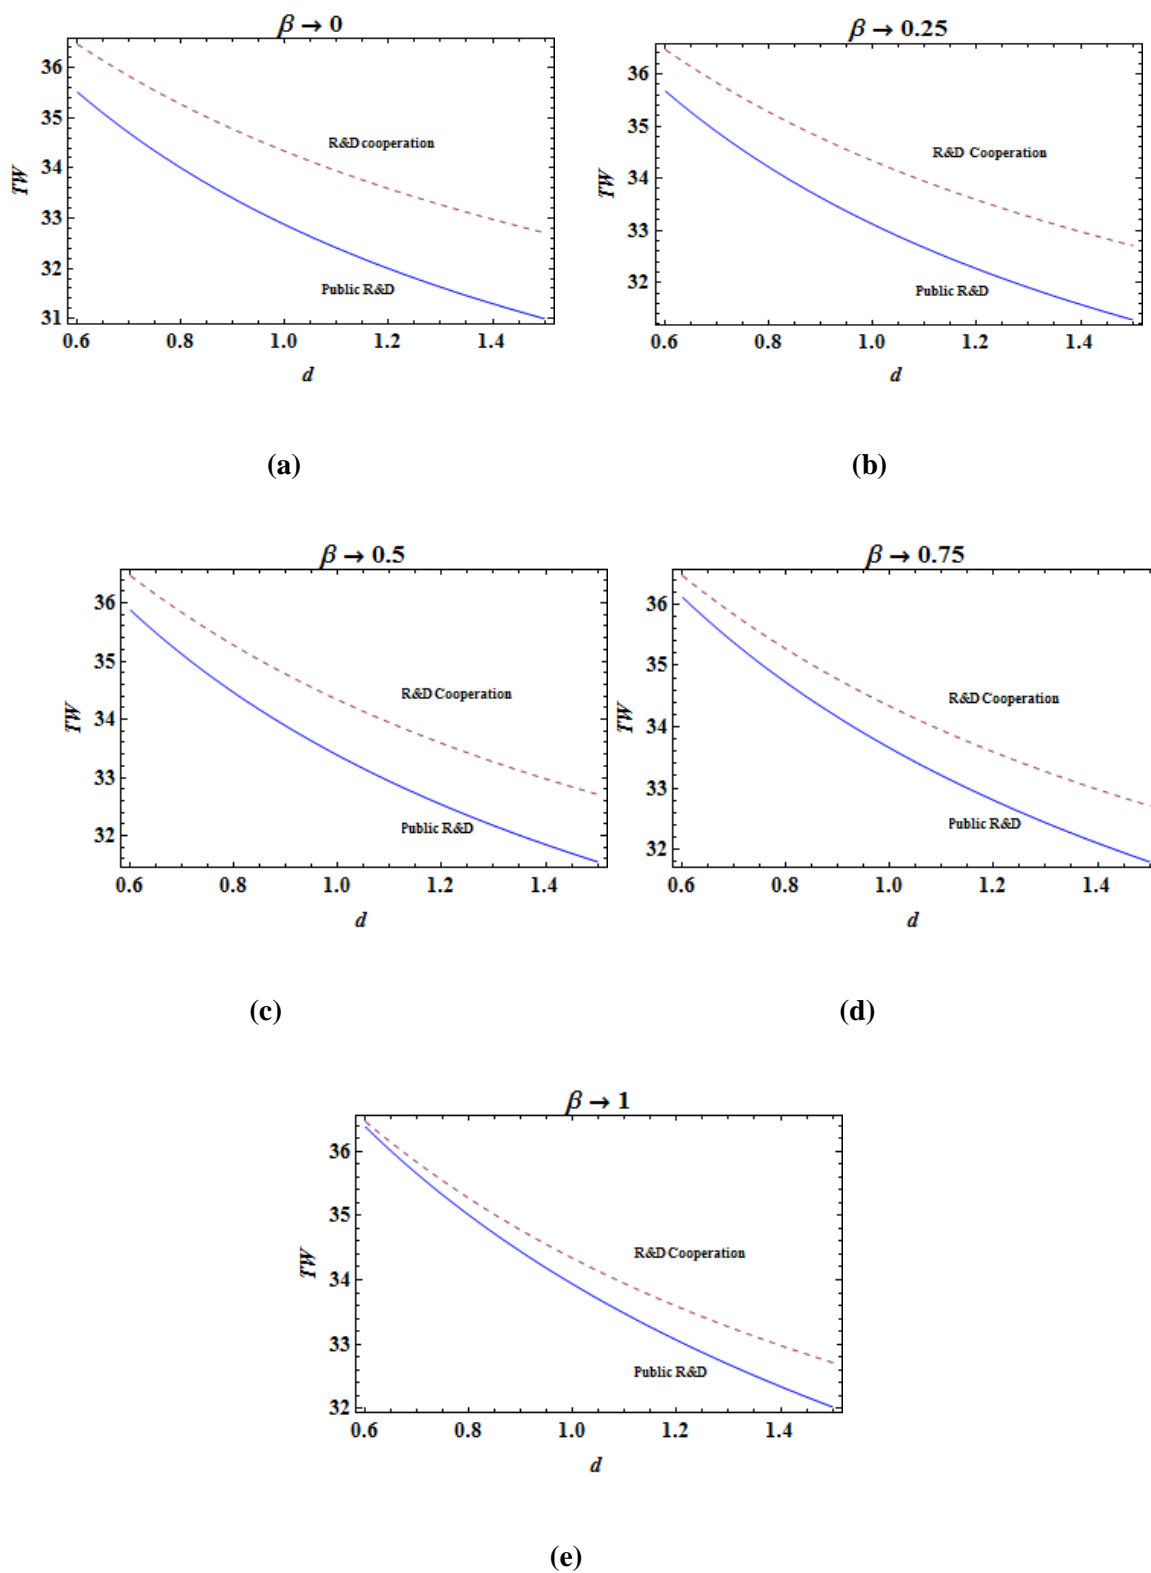 β → 0
36
35
34
33
32
31
TW
R&D cooperation
Public R&D
0.6 0.8 1.0 1.2 1.4
d
(a)
β → 0.25
36
35
34
33
32
TW
R&D Cooperation
Public R&D
0.6 0.8 1.0 1.2 1.4
d
(b)
β → 0.5
36
35
34
33
32
TW
R&D Cooperation
Public R&D
0.6 0.8 1.0 1.2 1.4
d
(c)
β → 0.75
36
35
34
33
32
TW
R&D Cooperation
Public R&D
0.6 0.8 1.0 1.2 1.4
d
(d)
β → 1
36
35
34
33
32
TW
R&D Cooperation
Public R&D
0.6 0.8 1.0 1.2 1.4
d
(e)